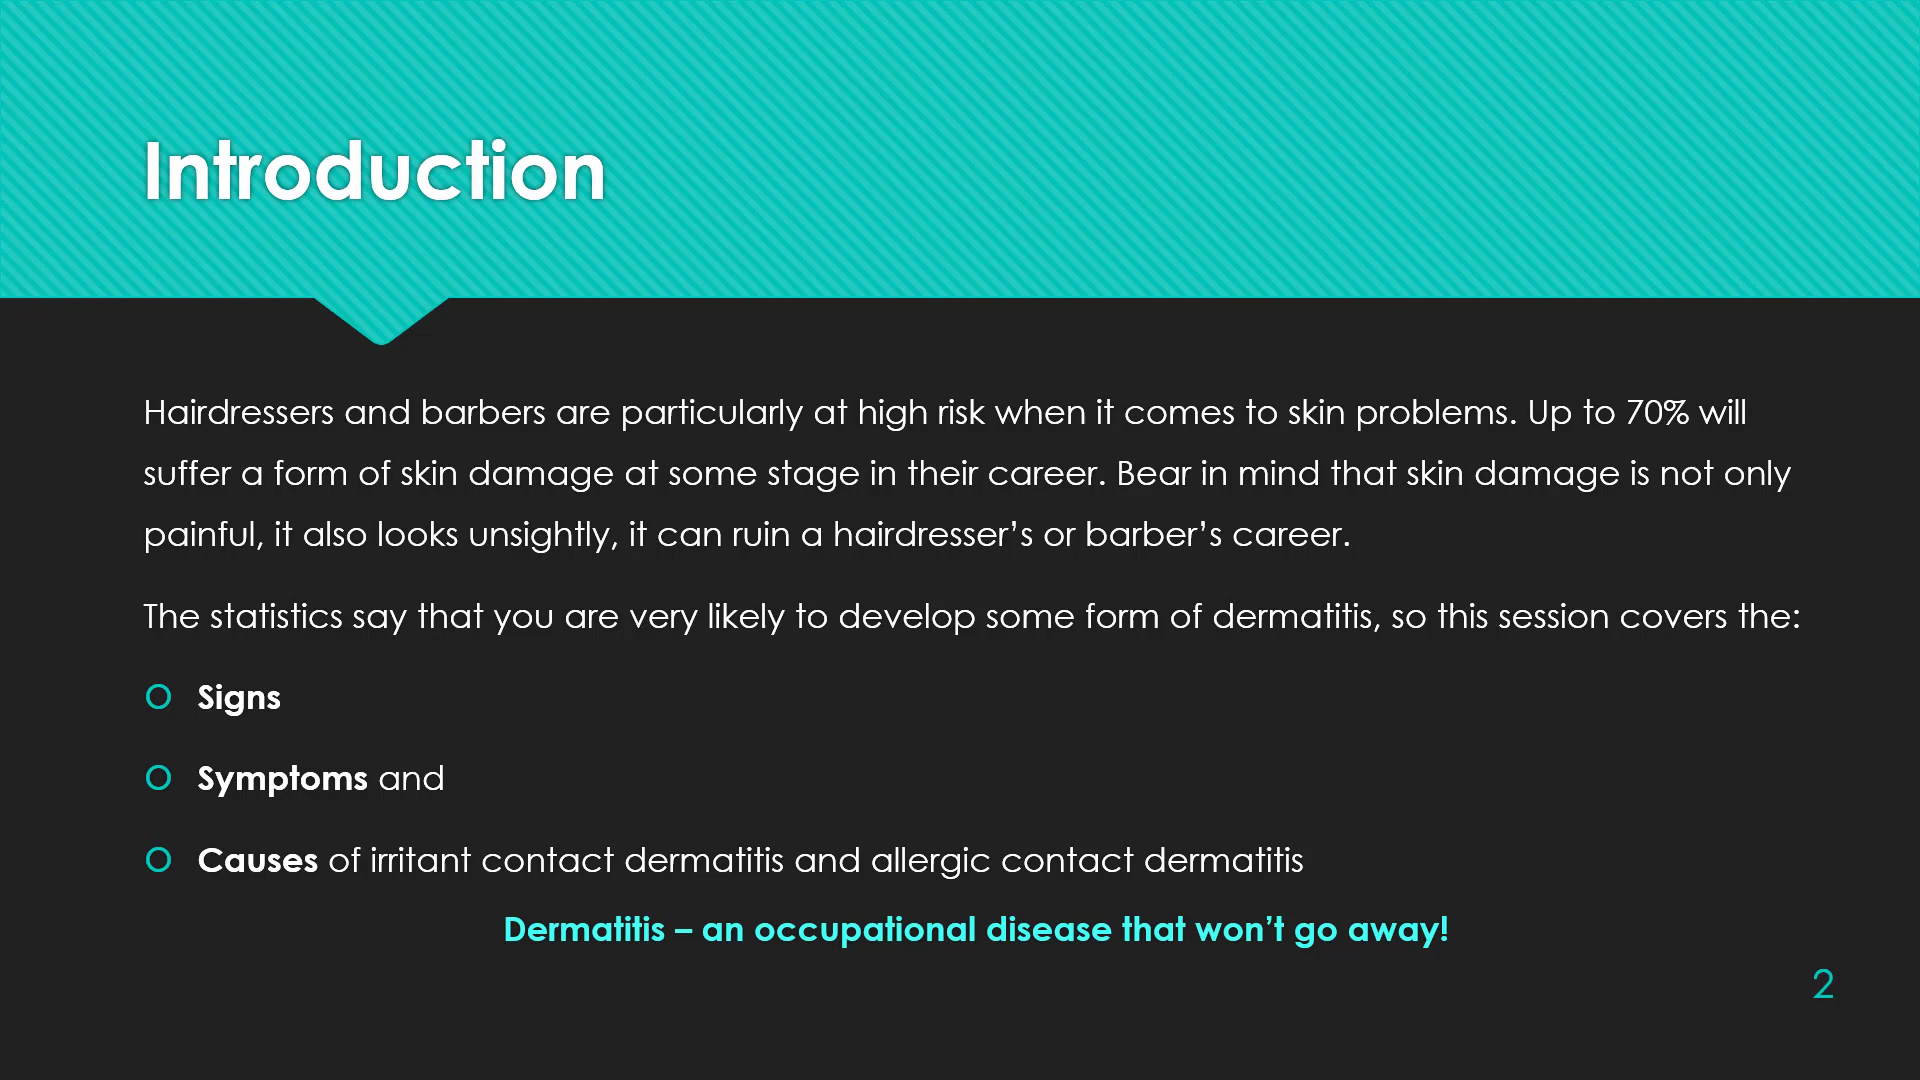 Introduction
Hairdressers and barbers are particularly at high risk when it comes to skin problems. Up to 70% will
suffer a form of skin damage at some stage in their career. Bear in mind that skin damage is not only
painful, it also looks unsightly, it can ruin a hairdresser’s or barber’s career.
The statistics say that you are very likely to develop some form of dermatitis, so this session covers the:
Signs
Symptoms and
Causes of irritant contact dermatitis and allergic contact dermatitis
Dermatitis – an occupational disease that won’t go away!
2